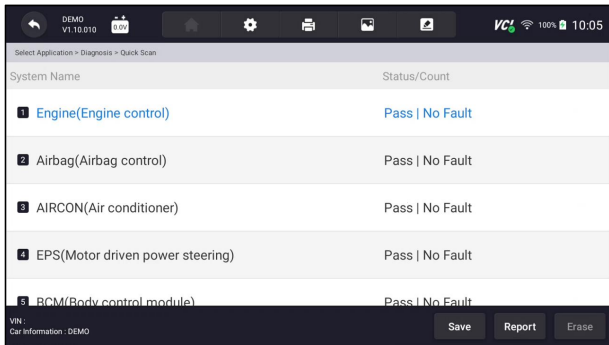 DEMO
V1.10.010
0.0V
VCI
100%
10:05
Select Application > Diagnosis > Quick Scan
System Name Status/Count
1 Engine(Engine control) Pass | No Fault
2 Airbag(Airbag control) Pass | No Fault
3 AIRCON(Air conditioner) Pass | No Fault
4 EPS(Motor driven power steering) Pass | No Fault
5 BCM(Body control module) Pass | No Fault
VIN :
Car Information : DEMO
Save Report Erase